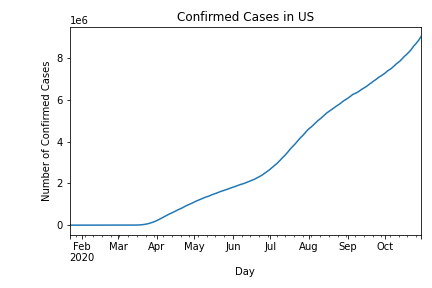 Confirmed Cases in US
1e6
Number of Confirmed Cases
8
6
4
2
0
Feb Mar Apr May Jun Jul Aug Sep Oct
2020
Day